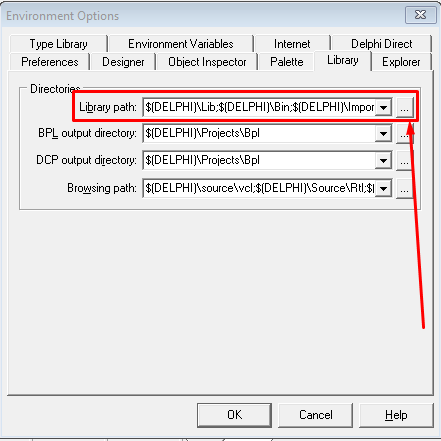 Environment Options
Type Library Environment Variables Internet Delphi Direct
Preferences Designer Object Inspector Palette Library Explorer
Directories
Library path: $(DELPHI)\Lib;$(DELPHI)\Bin;$(DELPHI)\Impor ...
BPL output directory: $(DELPHI)\Projects\Bpl ...
DCP output directory: $(DELPHI)\Projects\Bpl ...
Browsing path: $(DELPHI)\source\vcl;$(DELPHI)\Source\Rtl;$( ...
OK Cancel Help